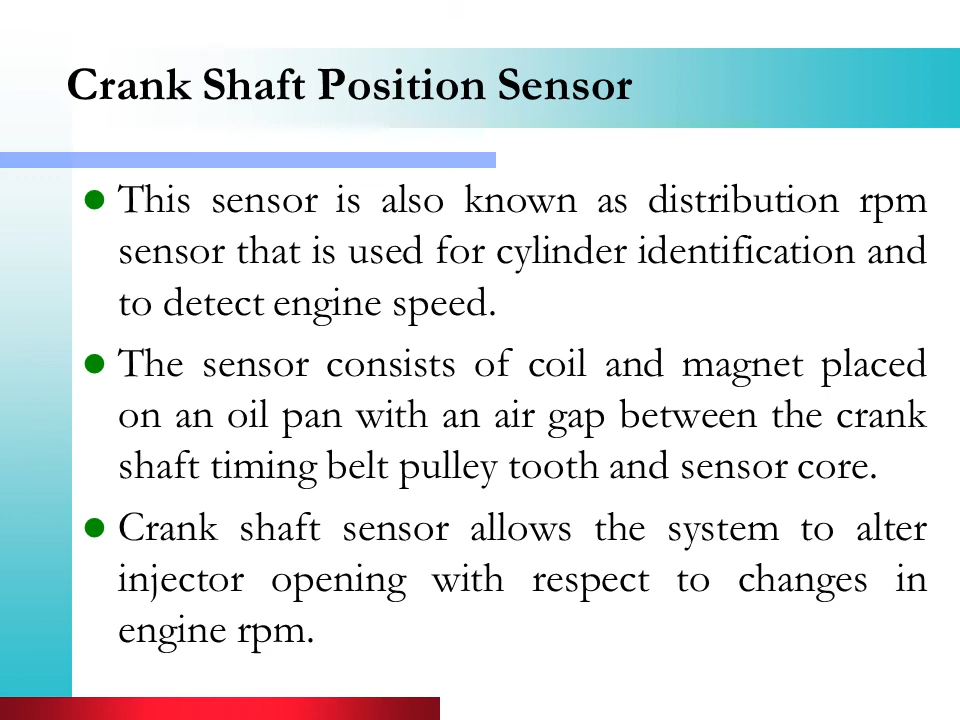 Crank Shaft Position Sensor
This sensor is also known as distribution rpm
sensor that is used for cylinder identification and
to detect engine speed.
The sensor consists of coil and magnet placed
on an oil pan with an air gap between the crank
shaft timing belt pulley tooth and sensor core.
Crank shaft sensor allows the system to alter
injector opening with respect to changes in
engine rpm.